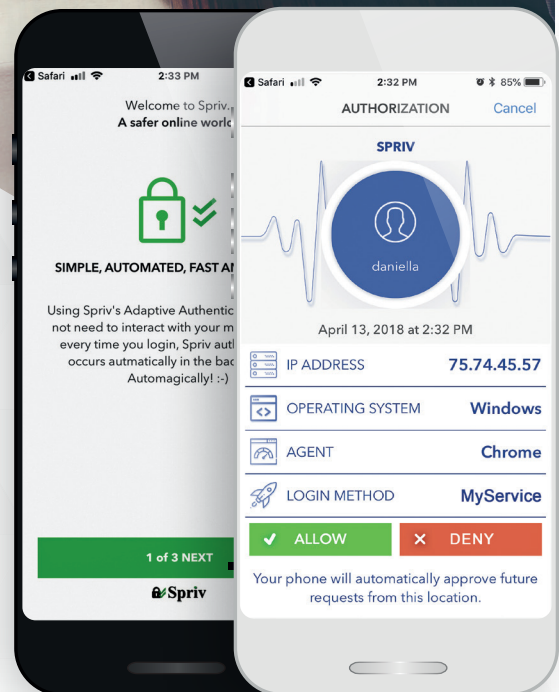 Safari
2:33 PM
Welcome to Spriv.
A safer online world
SIMPLE, AUTOMATED, FAST
Using Spriv's Adaptive
not need to interact with your
every time you login, Spriv
occurs autmatically in the
Automagically! :-)
1 of 3 NEXT
Spriv
Safari
2:32 PM
85%
AUTHORIZATION
Cancel
SPRIV
daniella
April 13, 2018 at 2:32 PM
IP ADDRESS
75.74.45.57
OPERATING SYSTEM
Windows
AGENT
Chrome
LOGIN METHOD
MyService
ALLOW
DENY
Your phone will automatically approve future
requests from this location.